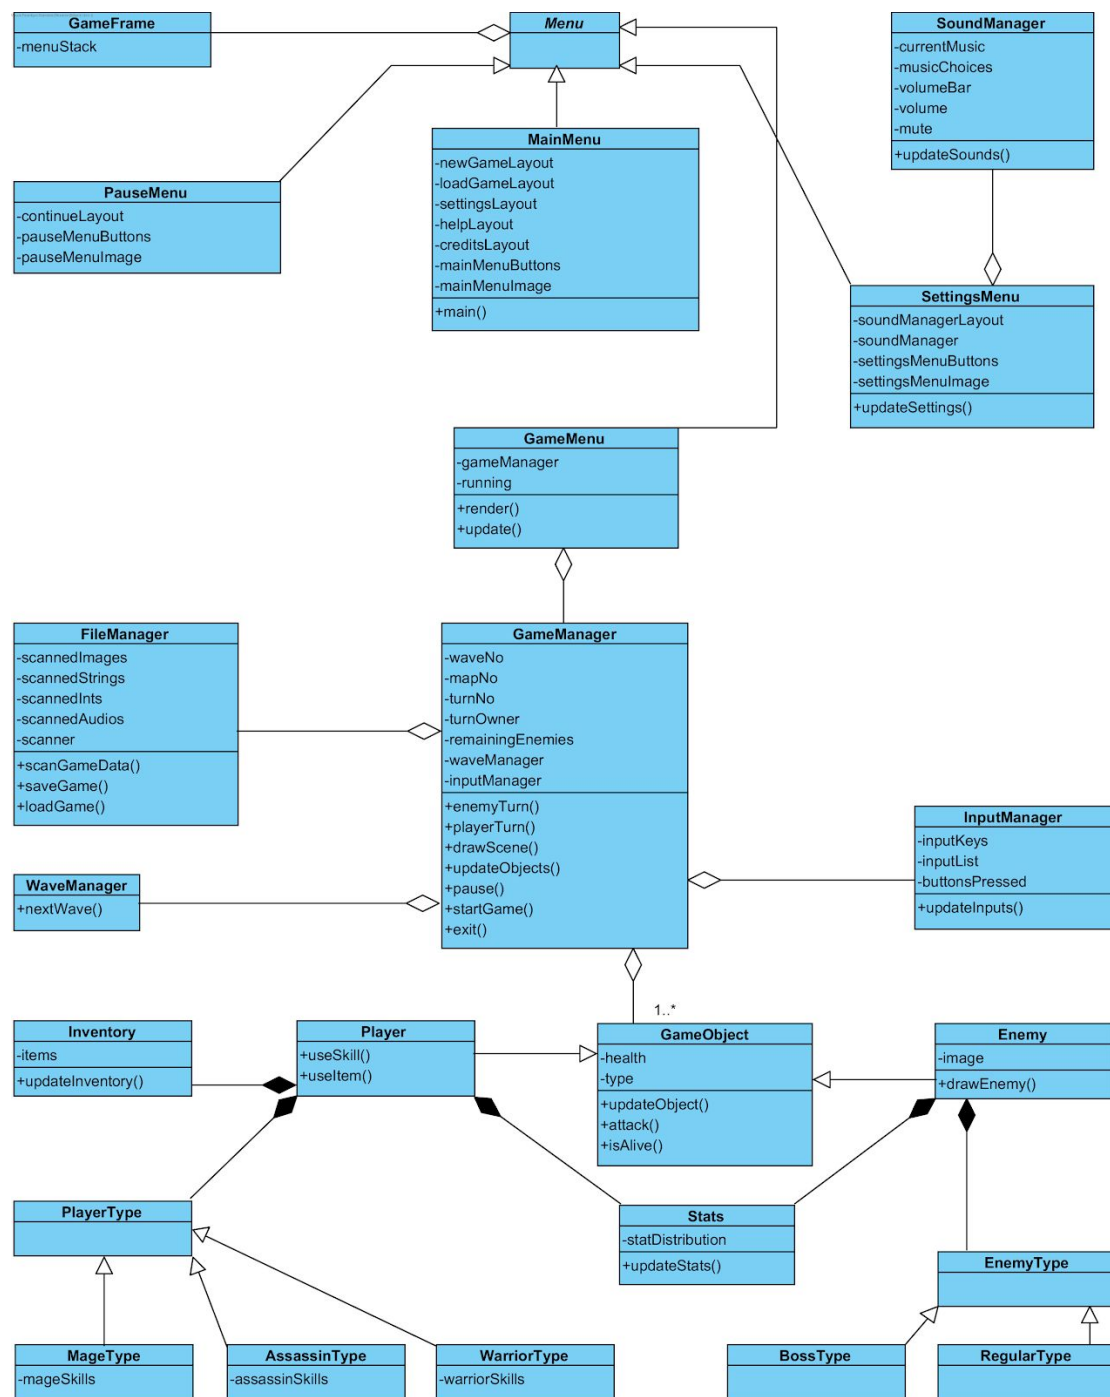 GameFrame
-menuStack
Menu
SoundManager
-currentMusic
-musicChoices
-volumeBar
-volume
-mute
+updateSounds()
MainMenu
-newGameLayout
-loadGameLayout
-settingsLayout
-helpLayout
-creditsLayout
-mainMenuButtons
-mainMenuImage
+main()
PauseMenu
-continueLayout
-pauseMenuButtons
-pauseMenuImage
SettingsMenu
-soundManagerLayout
-soundManager
-settingsMenuButtons
-settingsMenuImage
+updateSettings()
GameMenu
-gameManager
-running
+render()
+update()
FileManager
-scannedImages
-scannedStrings
-scannedInts
-scannedAudios
-scanner
+scanGameData()
+saveGame()
+loadGame()
GameManager
-waveNo
-mapNo
-turnNo
-turnOwner
-remainingEnemies
-waveManager
-inputManager
+enemyTurn()
+playerTurn()
+drawScene()
+updateObjects()
+pause()
+startGame()
+exit()
InputManager
-inputKeys
-inputList
-buttonsPressed
+updateInputs()
WaveManager
+nextWave()
1..*
Inventory
-items
+updateInventory()
Player
+useSkill()
+useItem()
GameObject
-health
-type
+updateObject()
+attack()
+isAlive()
Enemy
-image
+drawEnemy()
PlayerType
Stats
-statDistribution
+updateStats()
EnemyType
MageType
-mageSkills
AssassinType
-assassinSkills
WarriorType
-warriorSkills
BossType
RegularType